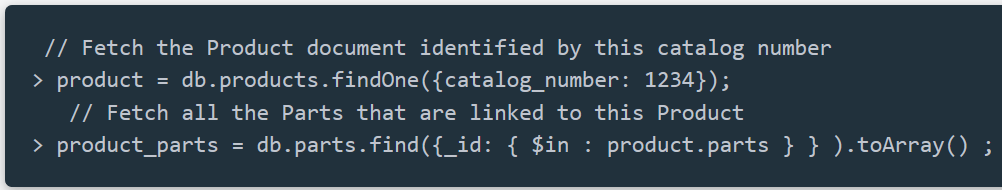 // Fetch the Product document identified by this catalog number
> product = db.products.findOne({catalog_number: 1234});
// Fetch all the Parts that are linked to this Product
> product_parts = db.parts.find({_id: { $in : product.parts } } ).toArray() ;